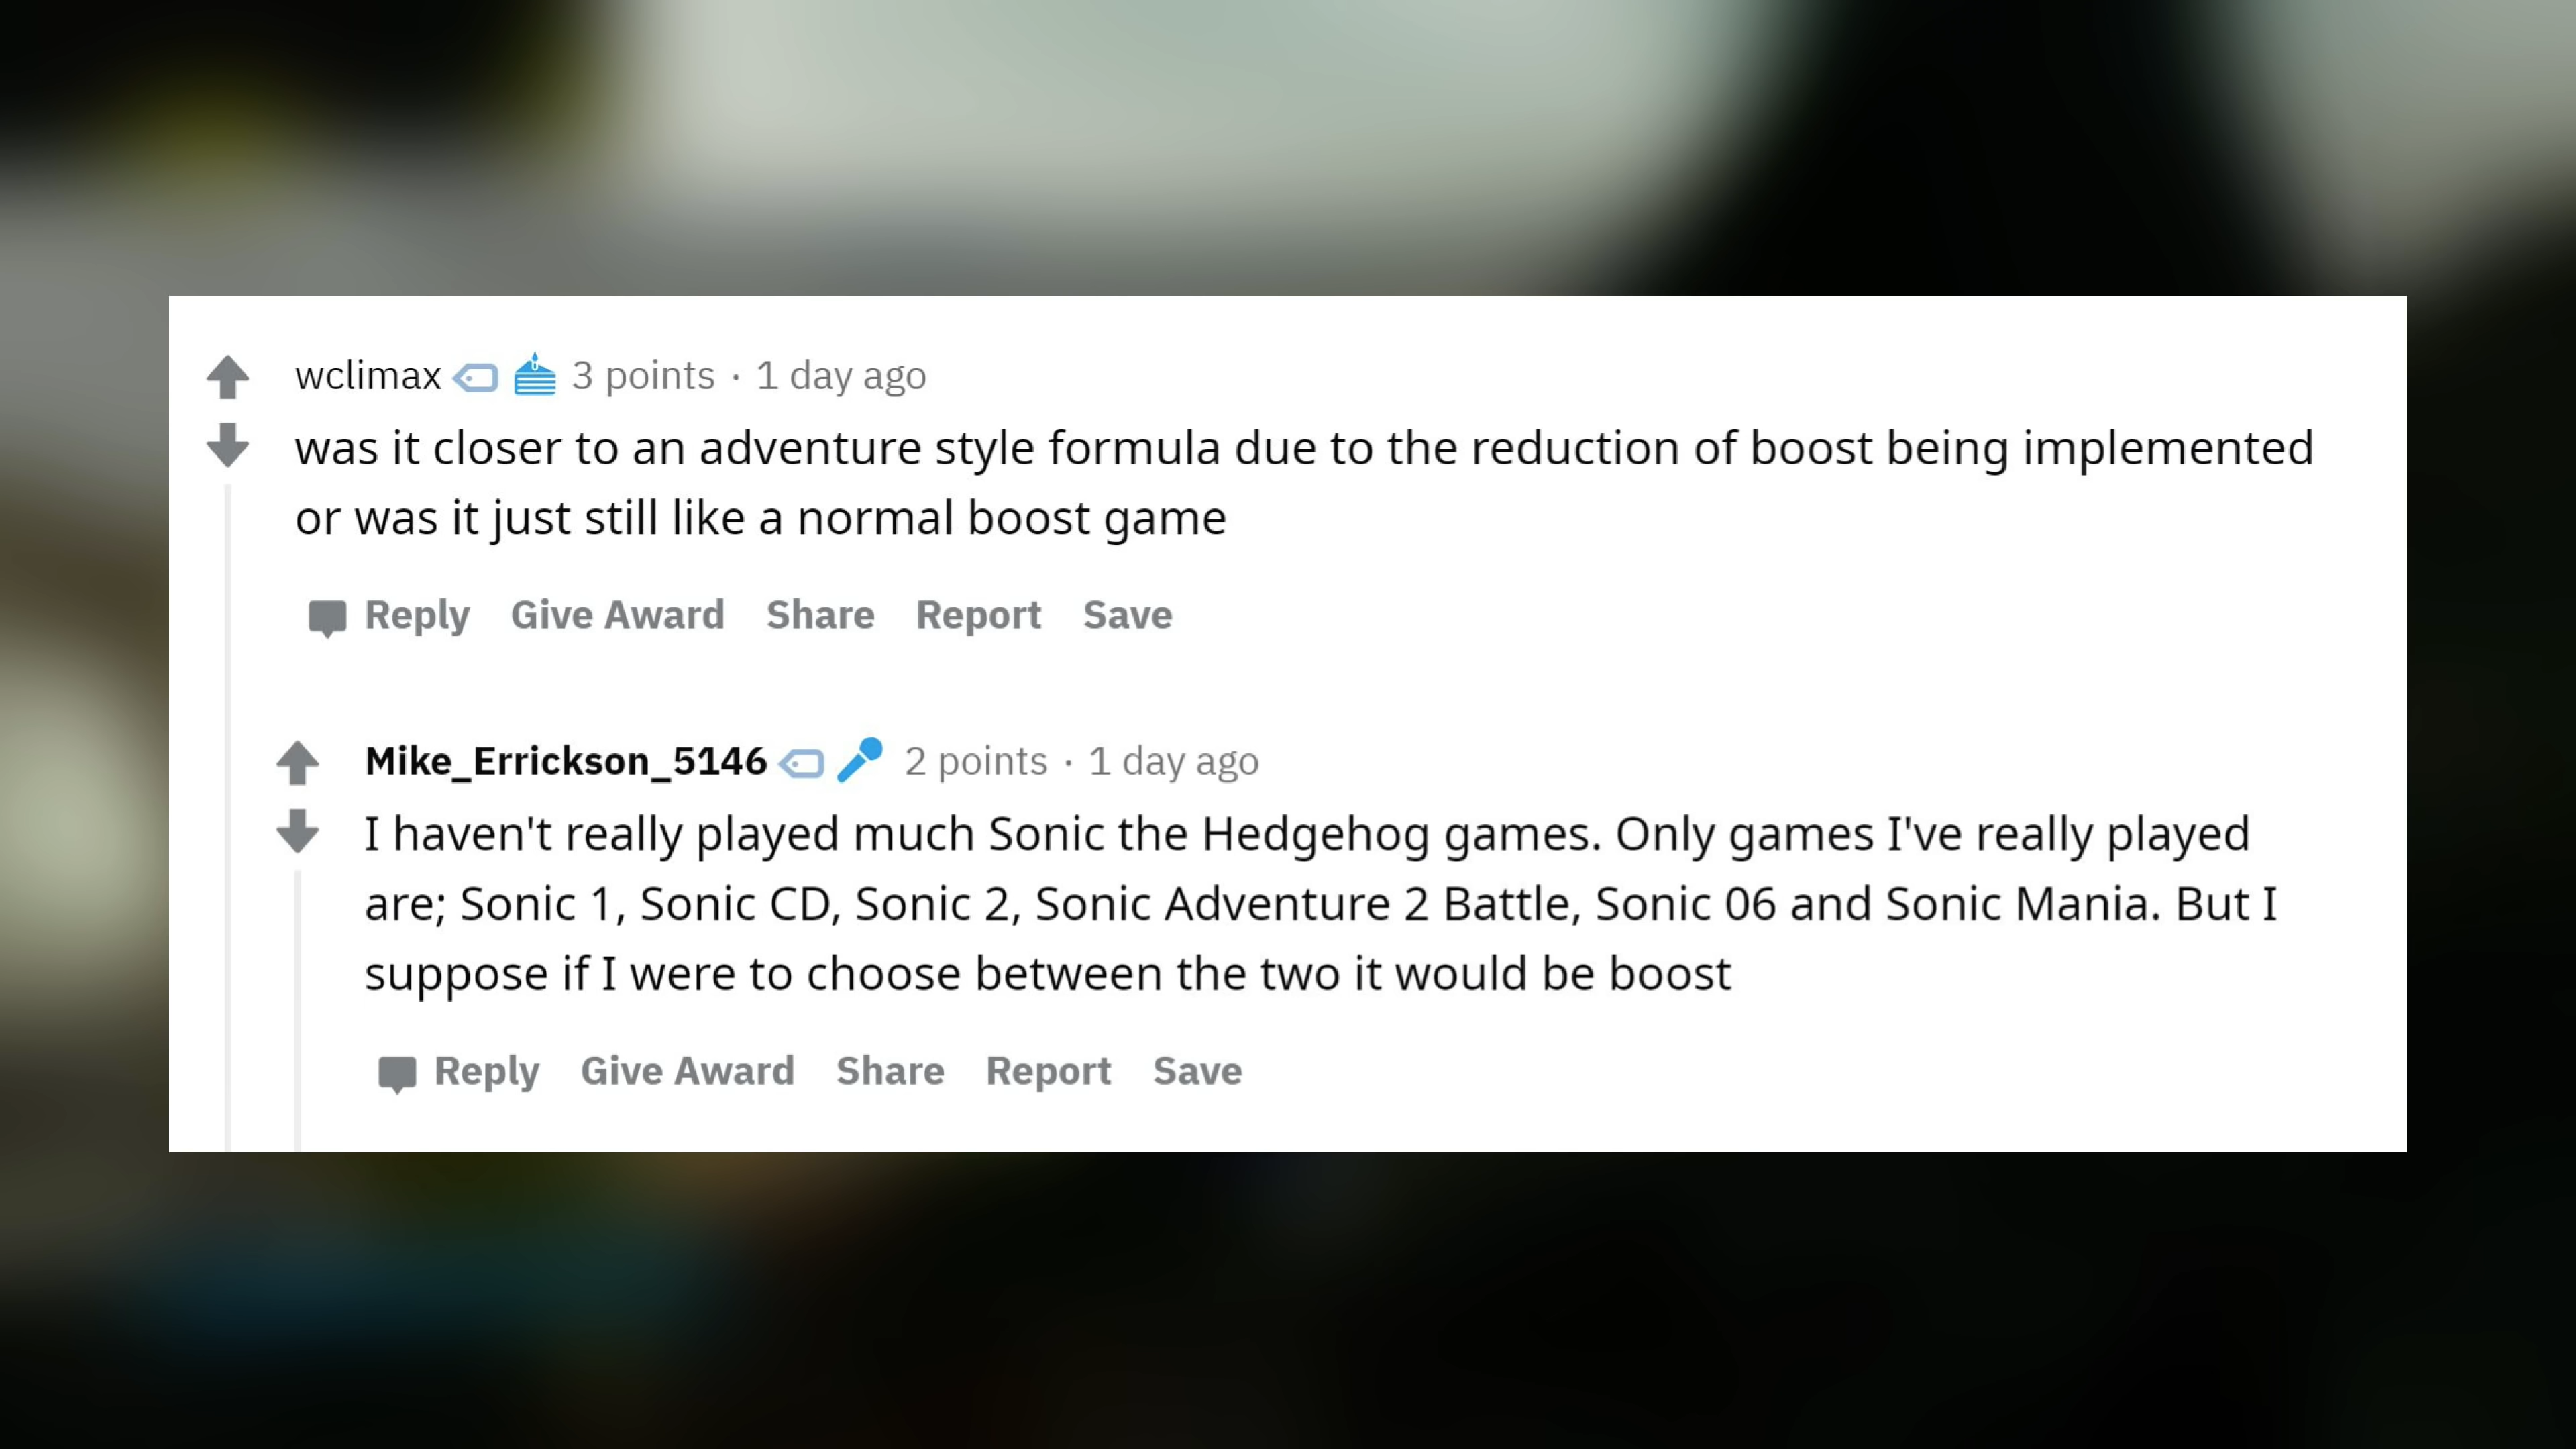 wclimax 3 points · 1 day ago
was it closer to an adventure style formula due to the reduction of boost being implemented
or was it just still like a normal boost game
Reply Give Award Share Report Save
Mike_Errickson_5146 2 points · 1 day ago
I haven't really played much Sonic the Hedgehog games. Only games I've really played
are; Sonic 1, Sonic CD, Sonic 2, Sonic Adventure 2 Battle, Sonic 06 and Sonic Mania. But I
suppose if I were to choose between the two it would be boost
Reply Give Award Share Report Save